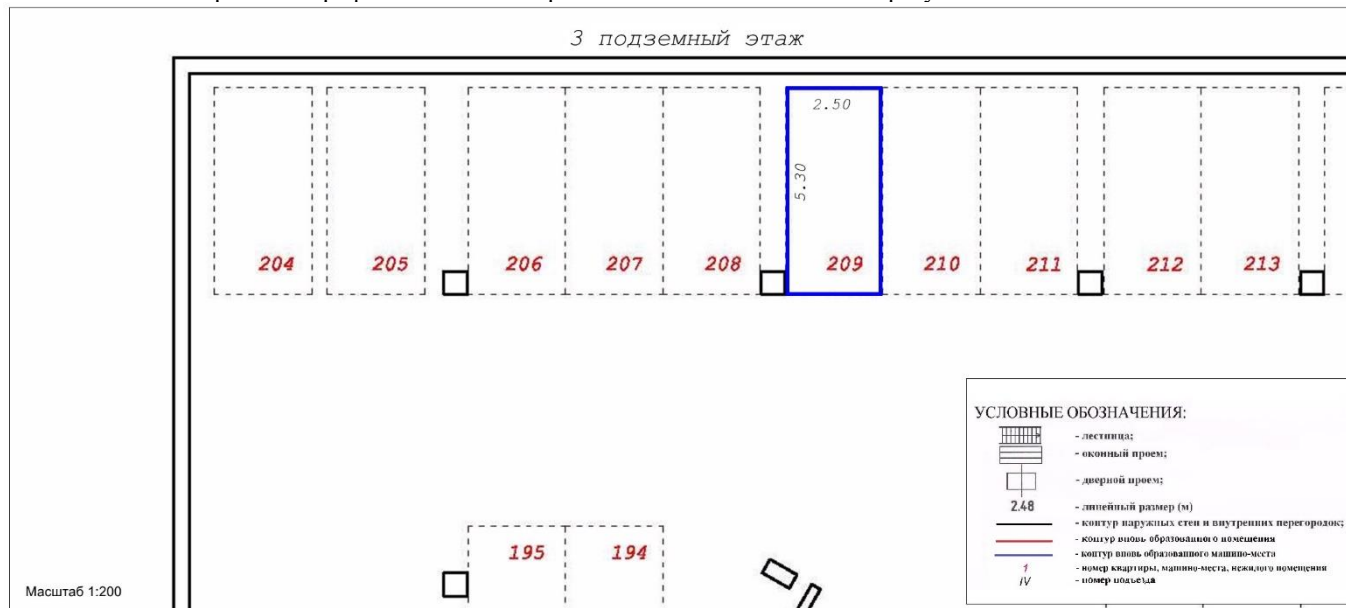 3 подземный этаж
2.50
5.30
204 205 206 207 208 209 210 211 212 213
УСЛОВНЫЕ ОБОЗНАЧЕНИЯ:
- лестница;
- оконный проем;
- дверной проем;
2.48 - линейный размер (м)
- контур наружных стен и внутренних перегородок;
- контур вновь образованного помещения
- контур вновь образованного машино-места
1 - номер квартиры, машино-места, нежилого помещения
IV - номер подъезда
195 194
Масштаб 1:200